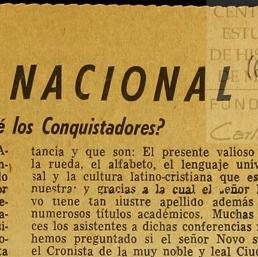 CENT
ESTU
DE HIS
DE M
FUND
Carl
NACIONAL
é los Conquistadores?
tancia y que son: El presente valioso
la rueda, el alfabeto, el lenguaje univ
sal y la cultura latino-cristiana que es
nuestra y gracias a la cual el señor
vo tiene tan ilustre apellido además
numerosos títulos académicos. Muchas
ces los asistentes a dichas conferencias
hemos preguntado si el señor Novo s
el Cronista de la muy noble y leal Ciu